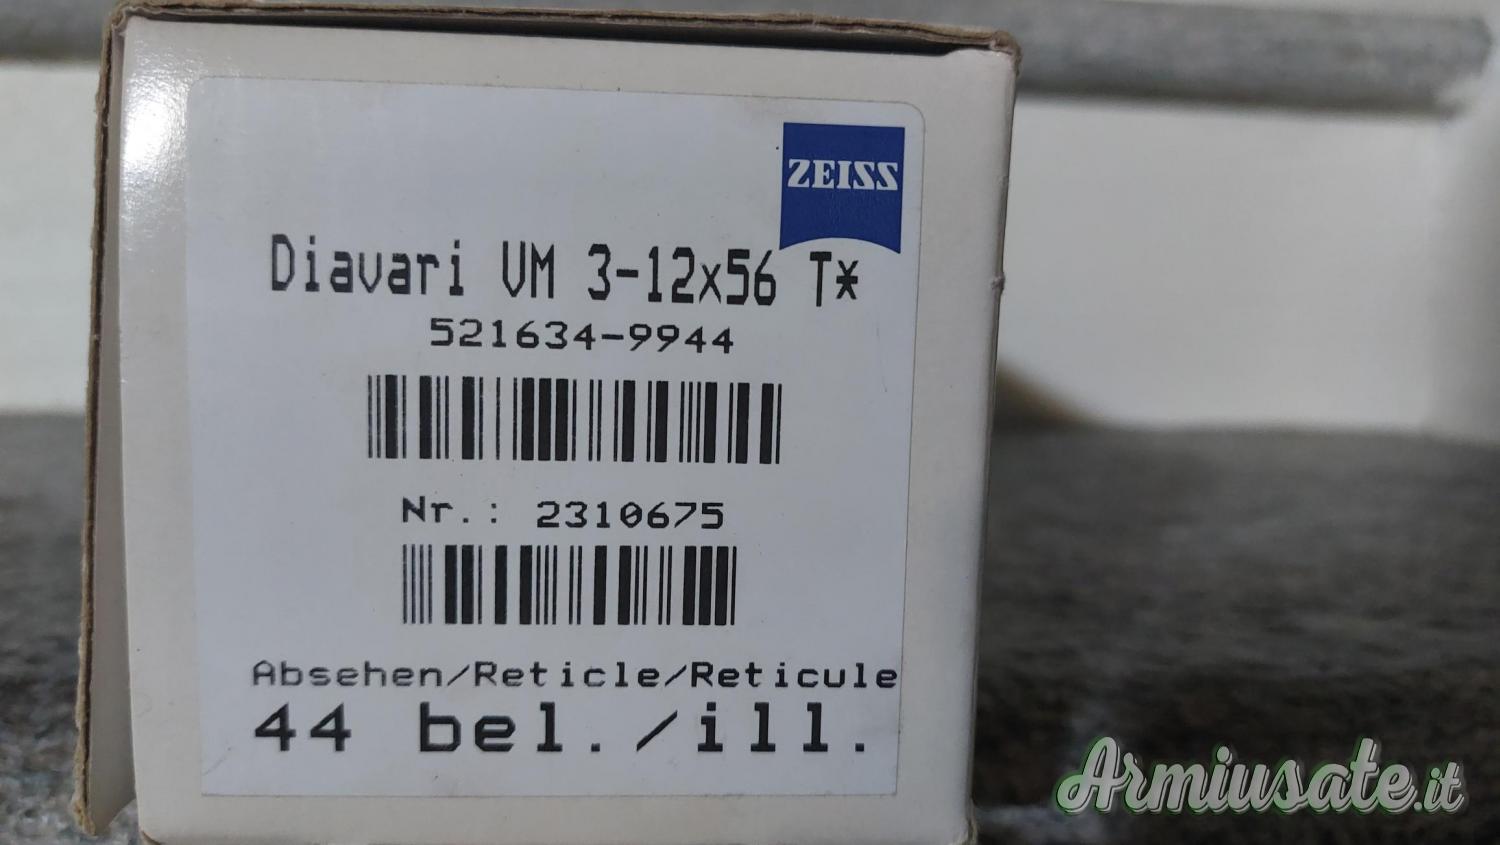 ZEISS
Diavari VM 3-12x56 T*
521634-9944
Nr.: 2310675
Absehen/Reticle/Reticule
44 bel./ill.
Armiusate.it